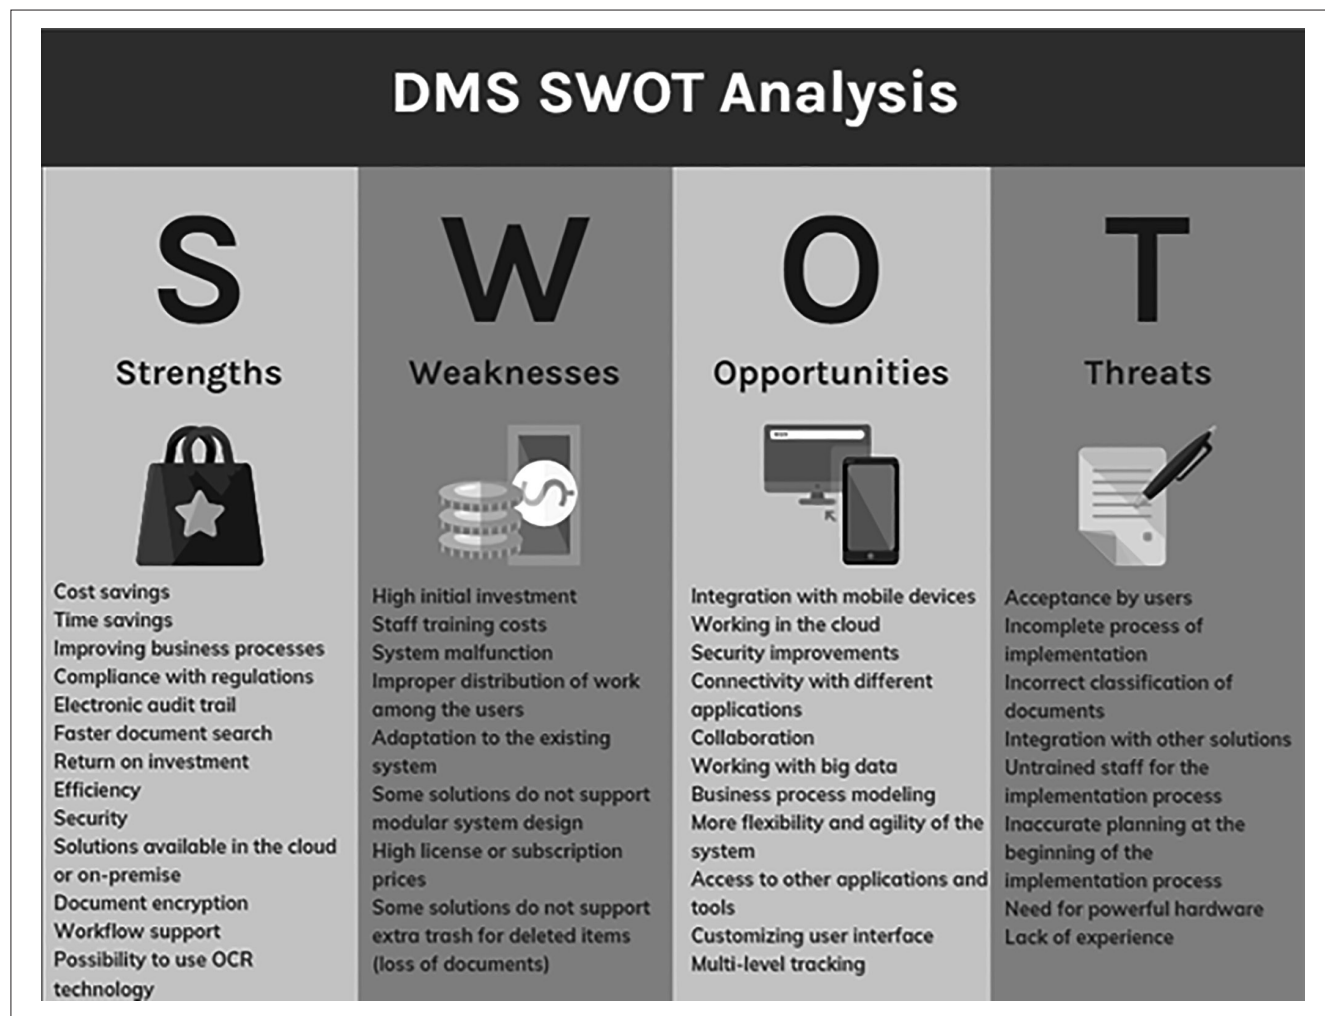 DMS SWOT Analysis
S
Strengths
Cost savings
Time savings
Improving business processes
Compliance with regulations
Electronic audit trail
Faster document search
Return on investment
Efficiency
Security
Solutions available in the cloud
or on-premise
Document encryption
Workflow support
Possibility to use OCR
technology
W
Weaknesses
High initial investment
Staff training costs
System malfunction
Improper distribution of work
among the users
Adaptation to the existing
system
Some solutions do not support
modular system design
High license or subscription
prices
Some solutions do not support
extra trash for deleted items
(loss of documents)
O
Opportunities
Integration with mobile devices
Working in the cloud
Security improvements
Connectivity with different
applications
Collaboration
Working with big data
Business process modeling
More flexibility and agility of the
system
Access to other applications and
tools
Customizing user interface
Multi-level tracking
T
Threats
Acceptance by users
Incomplete process of
implementation
Incorrect classification of
documents
Integration with other solutions
Untrained staff for the
implementation process
Inaccurate planning at the
beginning of the
implementation process
Need for powerful hardware
Lack of experience